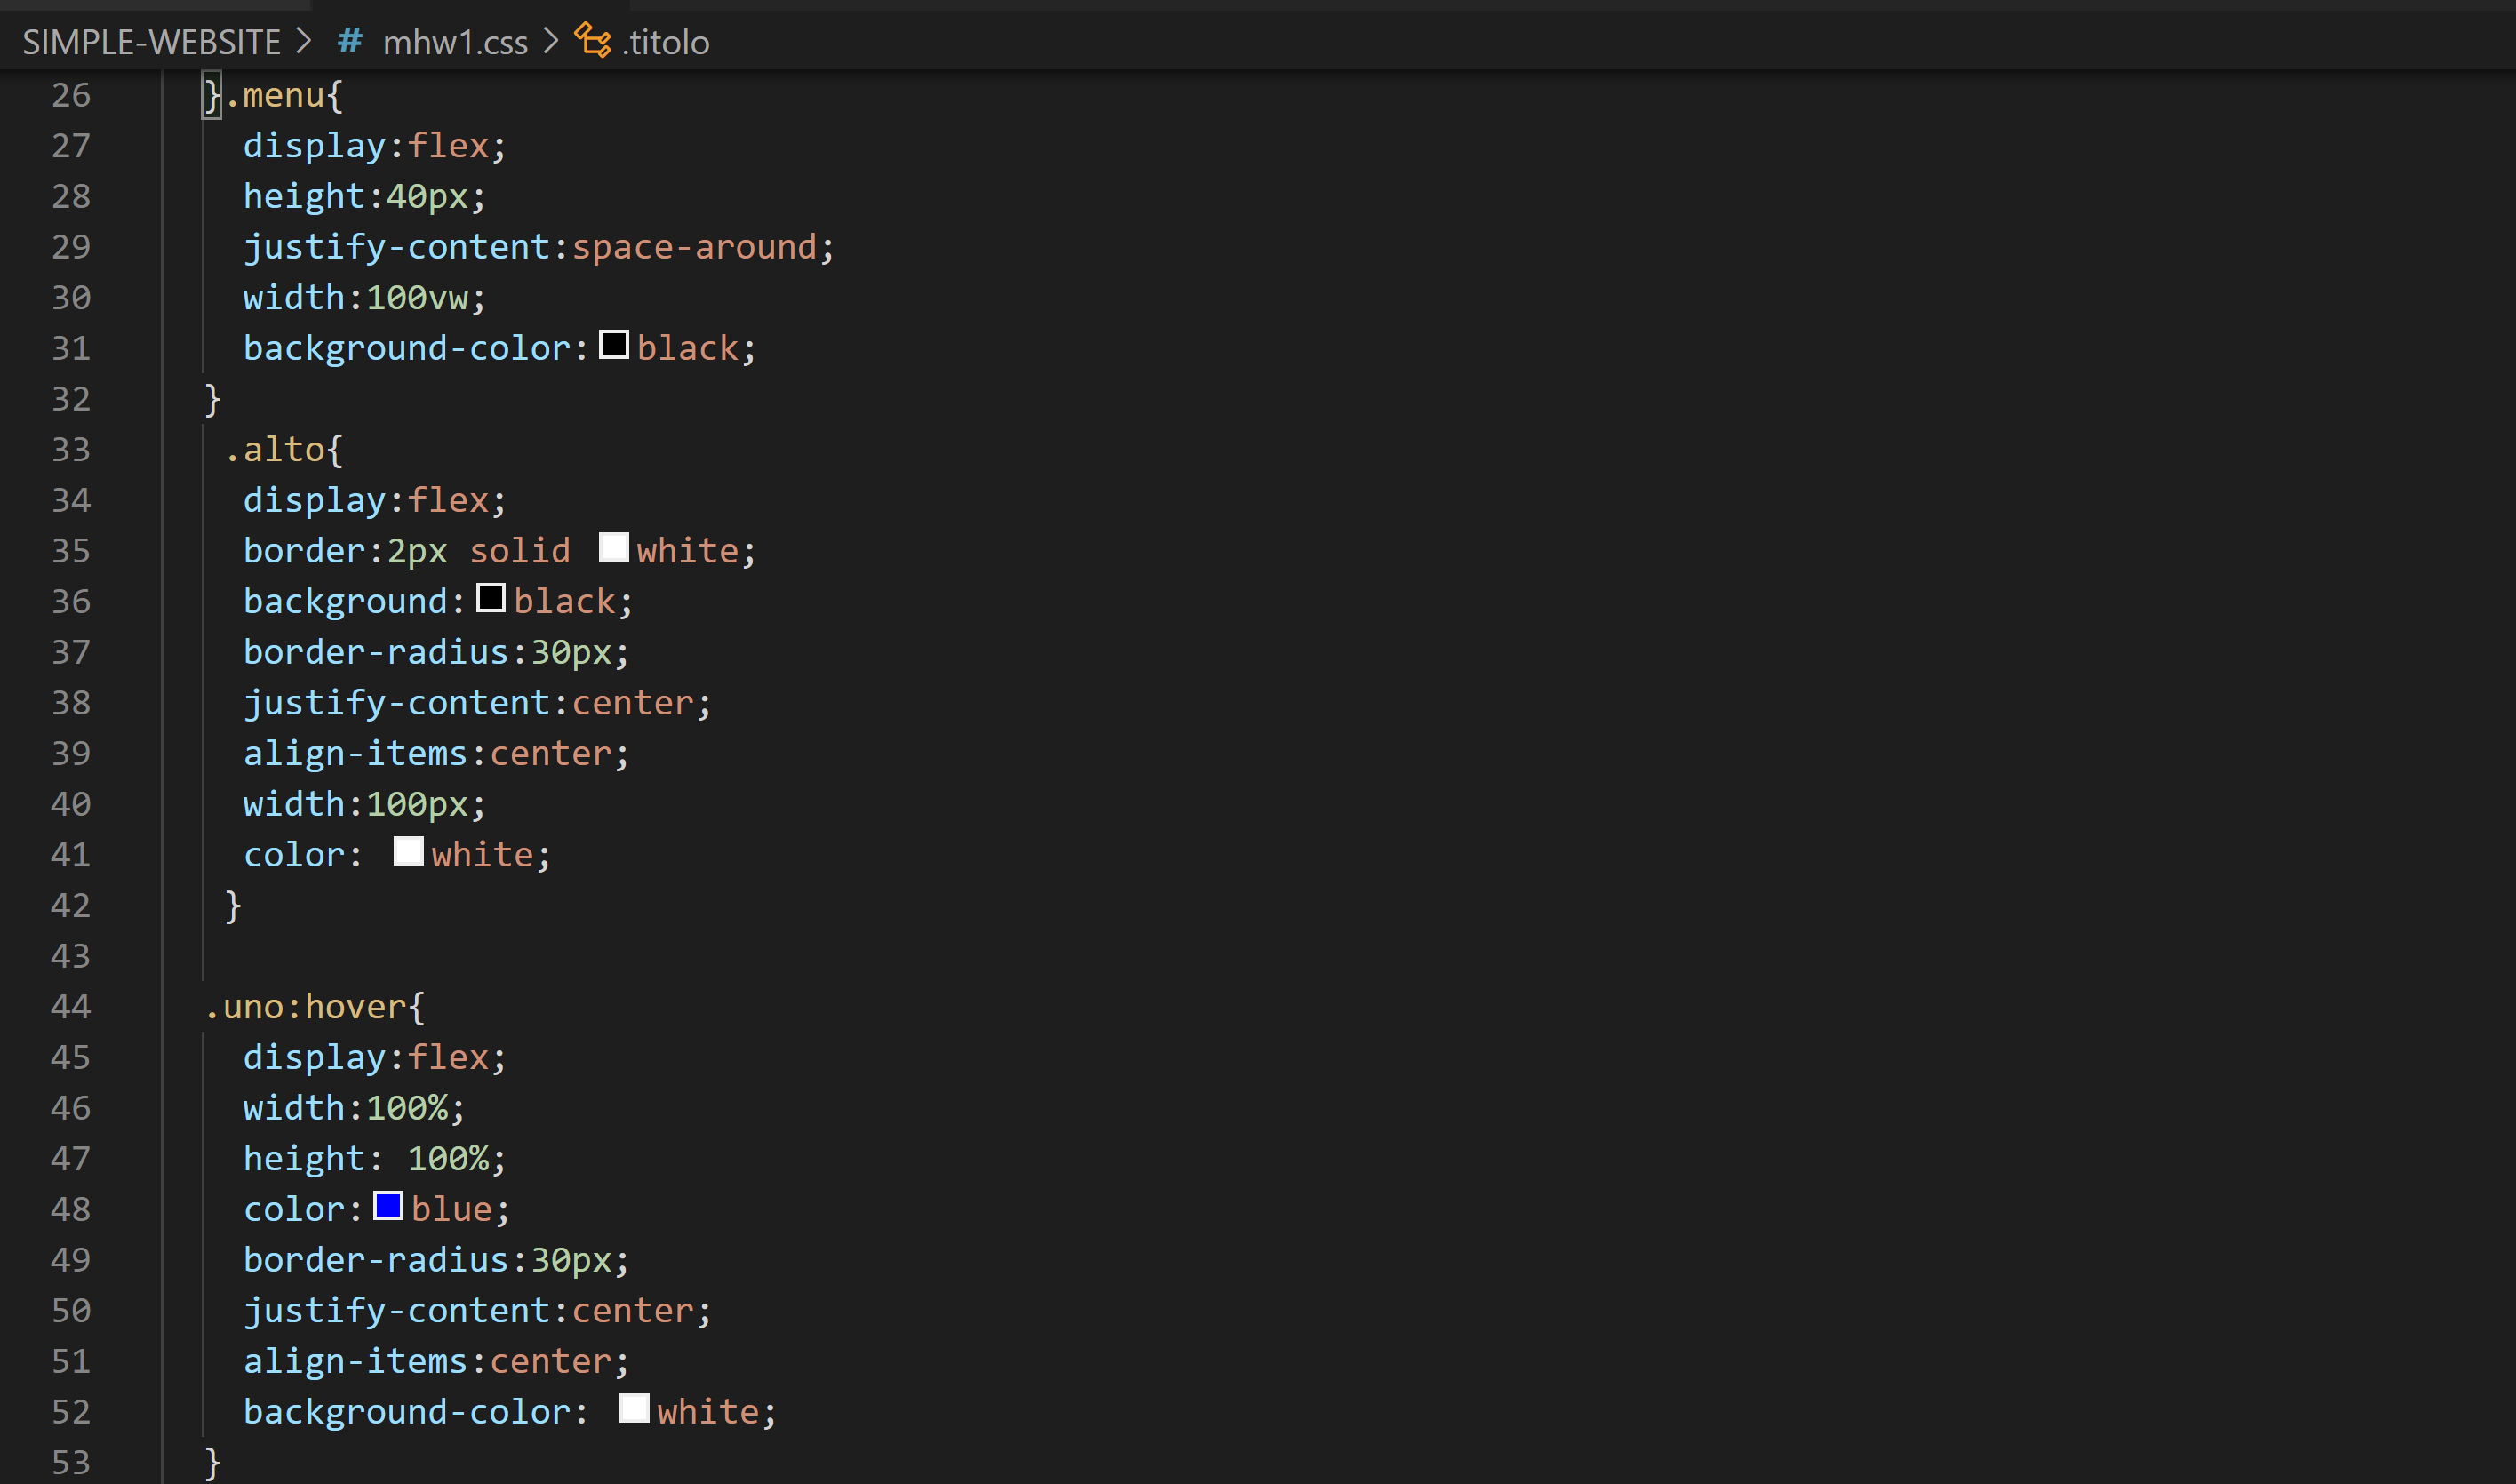 SIMPLE-WEBSITE > # mhw1.css > .titolo
26 }.menu{
27 display:flex;
28 height:40px;
29 justify-content:space-around;
30 width:100vw;
31 background-color:black;
32 }
33 .alto{
34 display:flex;
35 border:2px solid white;
36 background:black;
37 border-radius:30px;
38 justify-content:center;
39 align-items:center;
40 width:100px;
41 color: white;
42 }
43
44 .uno:hover{
45 display:flex;
46 width:100%;
47 height: 100%;
48 color:blue;
49 border-radius:30px;
50 justify-content:center;
51 align-items:center;
52 background-color: white;
53 }